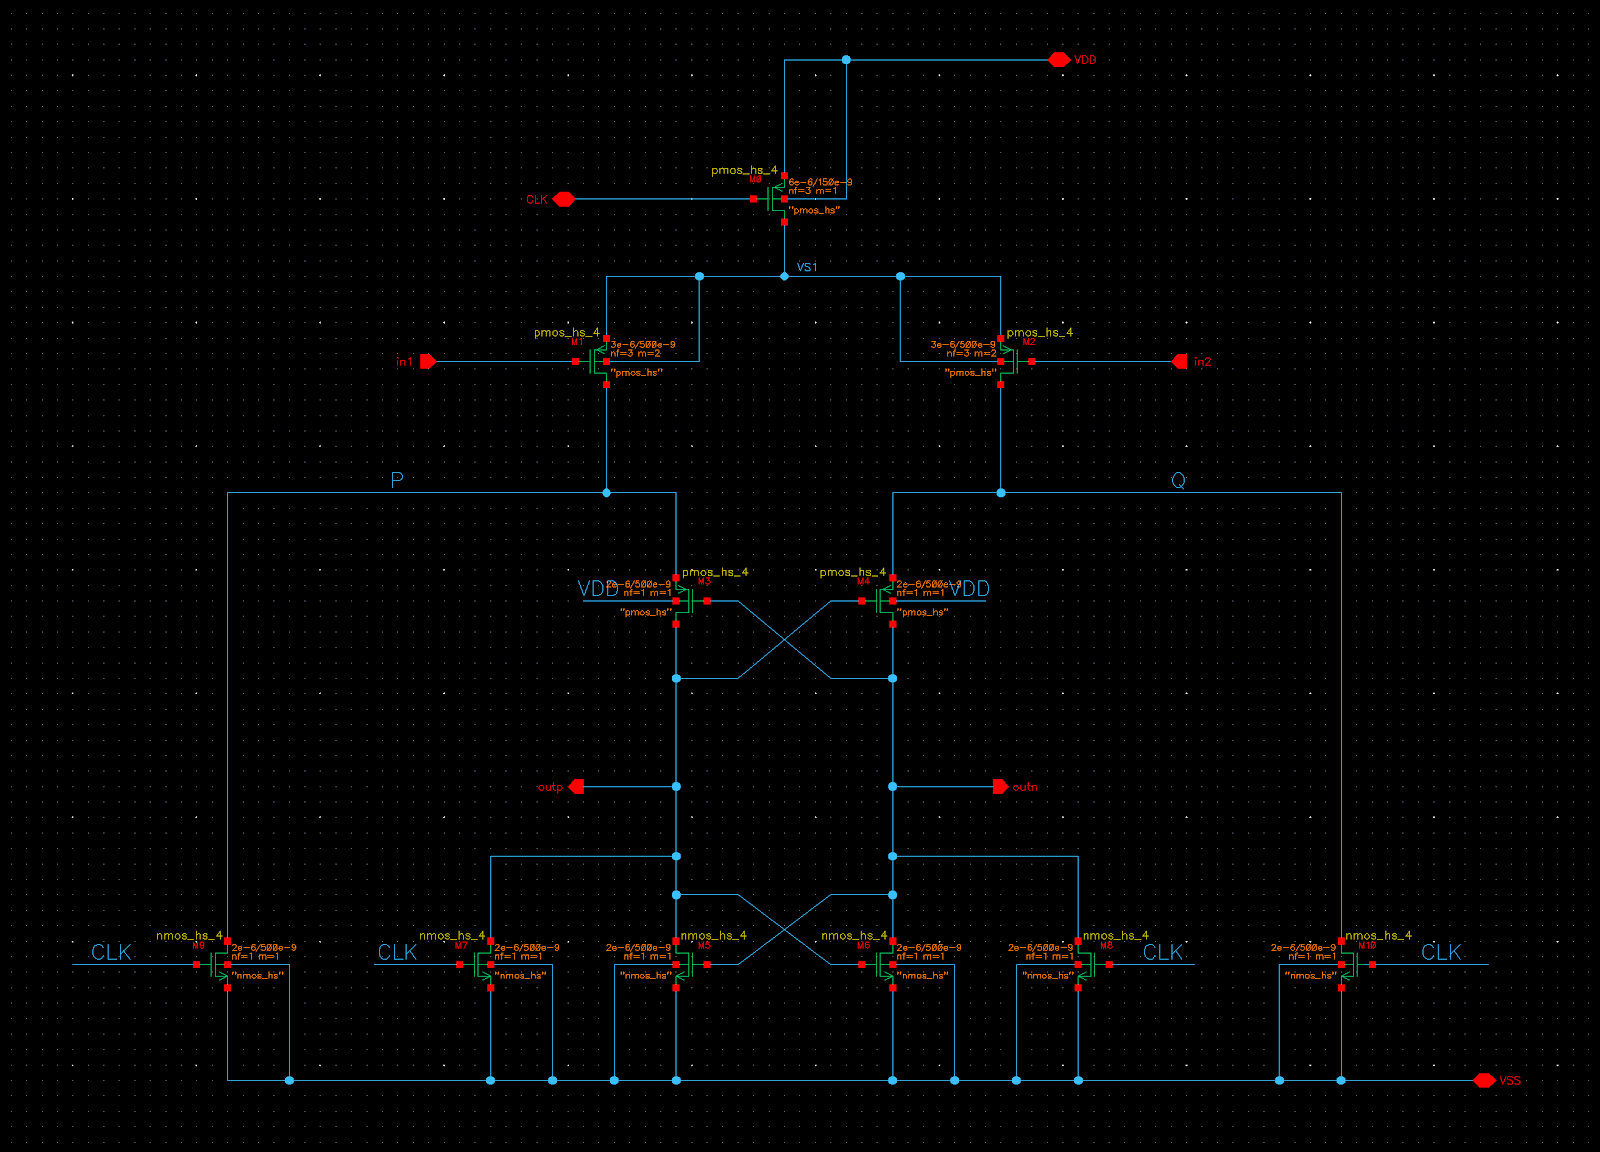 VDD
pmos_hs_4
M0
6e-6/150e-9
nf=3 m=1
CLK
"pmos_hs"
VS1
pmos_hs_4
M1
3e-6/500e-9
nf=3 m=2
in1
"pmos_hs"
pmos_hs_4
M2
3e-6/500e-9
nf=3 m=2
in2
"pmos_hs"
P
Q
pmos_hs_4
M3
VDD
2e-6/500e-9
nf=1 m=1
"pmos_hs"
pmos_hs_4
M4
2e-6/500e-9
VDD
nf=1 m=1
"pmos_hs"
outp
outn
nmos_hs_4
M9
CLK
2e-6/500e-9
nf=1 m=1
"nmos_hs"
nmos_hs_4
M7
CLK
2e-6/500e-9
nf=1 m=1
"nmos_hs"
nmos_hs_4
M5
2e-6/500e-9
nf=1 m=1
"nmos_hs"
nmos_hs_4
M6
2e-6/500e-9
nf=1 m=1
"nmos_hs"
nmos_hs_4
M8
2e-6/500e-9
nf=1 m=1
CLK
"nmos_hs"
nmos_hs_4
M10
2e-6/500e-9
nf=1 m=1
CLK
"nmos_hs"
VSS